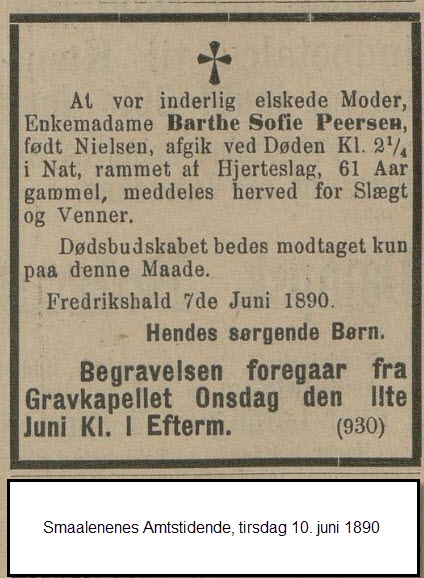 At vor inderlig elskede Moder,
Enkemadame Barthe Sofie Peersen,
født Nielsen, afgik ved Døden Kl. 2¼
i Nat, rammet af Hjerteslag, 61 Aar
gammel, meddeles herved for Slægt
og Venner.
Dødsbudskabet bedes modtaget kun
paa denne Maade.
Fredrikshald 7de Juni 1890.
Hendes sørgende Børn.
Begravelsen foregaar fra
Gravkapellet Onsdag den IIte
Juni Kl. I Efterm. (930)
Smaalenenes Amtstidende, tirsdag 10. juni 1890